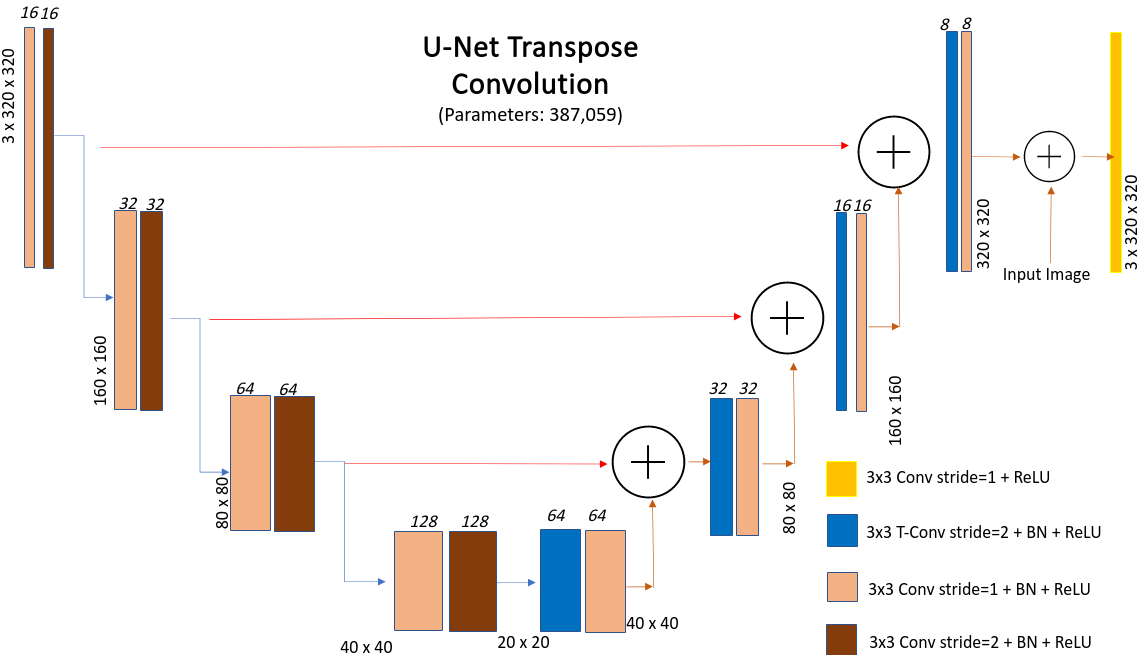 U-Net Transpose
Convolution
(Parameters: 387,059)
16 16
3 x 320 x 320
32 32
160 x 160
64 64
80 x 80
128 128
40 x 40
20 x 20
64 64
40 x 40
32 32
80 x 80
16 16
160 x 160
8 8
320 x 320
Input Image
3 x 320 x 320
3x3 Conv stride=1 + ReLU
3x3 T-Conv stride=2 + BN + ReLU
3x3 Conv stride=1 + BN + ReLU
3x3 Conv stride=2 + BN + ReLU